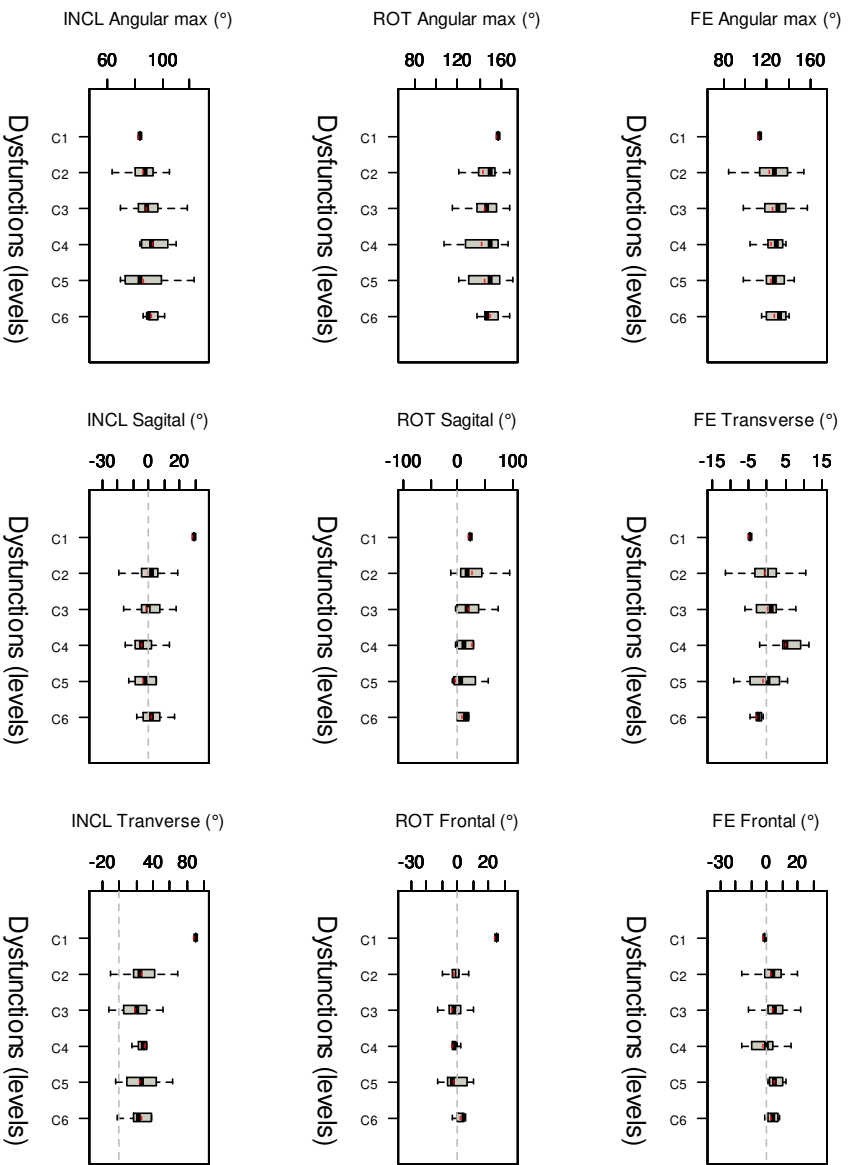 INCL Angular max (°)
60 100
Dysfunctions (levels)
C1
C2
C3
C4
C5
C6
ROT Angular max (°)
80 120 160
Dysfunctions (levels)
C1
C2
C3
C4
C5
C6
FE Angular max (°)
80 120 160
Dysfunctions (levels)
C1
C2
C3
C4
C5
C6
INCL Sagital (°)
-30 0 20
Dysfunctions (levels)
C1
C2
C3
C4
C5
C6
ROT Sagital (°)
-100 0 100
Dysfunctions (levels)
C1
C2
C3
C4
C5
C6
FE Transverse (°)
-15 -5 5 15
Dysfunctions (levels)
C1
C2
C3
C4
C5
C6
INCL Tranverse (°)
-20 40 80
Dysfunctions (levels)
C1
C2
C3
C4
C5
C6
ROT Frontal (°)
-30 0 20
Dysfunctions (levels)
C1
C2
C3
C4
C5
C6
FE Frontal (°)
-30 0 20
Dysfunctions (levels)
C1
C2
C3
C4
C5
C6